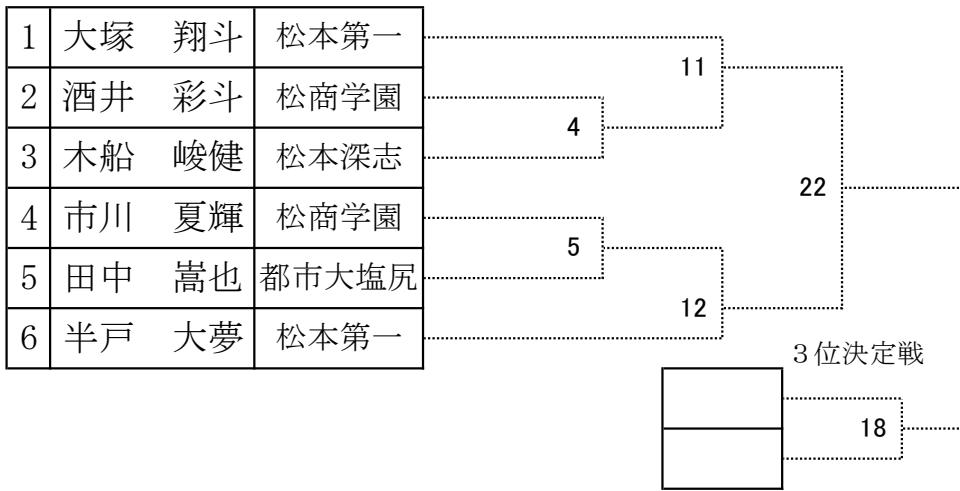 1 大塚　翔斗 松本第一
11
2 酒井　彩斗 松商学園
4
3 木船　峻健 松本深志
22
4 市川　夏輝 松商学園
5
5 田中　嵩也 都市大塩尻
12
6 半戸　大夢 松本第一
３位決定戦
18